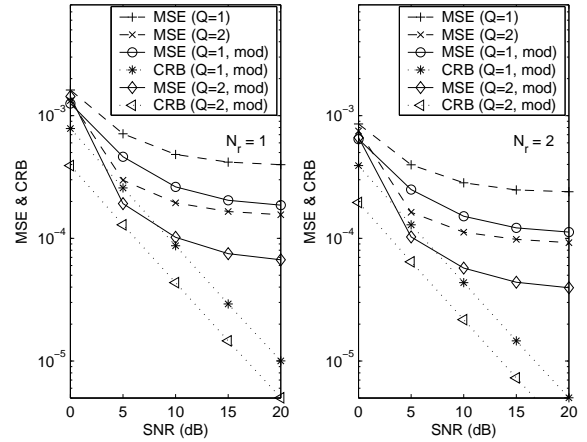 MSE (Q=1)
MSE (Q=2)
MSE (Q=1, mod)
CRB (Q=1, mod)
MSE (Q=2, mod)
CRB (Q=2, mod)
N_r = 1
10^-3
10^-4
10^-5
MSE & CRB
0 5 10 15 20
SNR (dB)
MSE (Q=1)
MSE (Q=2)
MSE (Q=1, mod)
CRB (Q=1, mod)
MSE (Q=2, mod)
CRB (Q=2, mod)
N_r = 2
10^-3
10^-4
10^-5
MSE & CRB
0 5 10 15 20
SNR (dB)